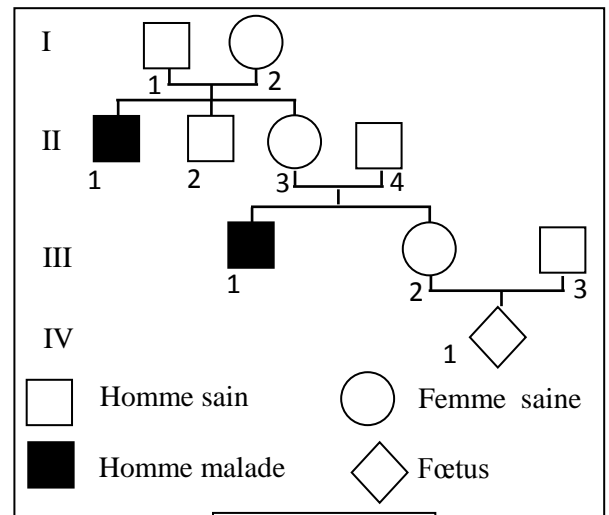 I
1 2
II
1 2 3 4
III
1 2 3
IV
1
Homme sain
Femme saine
Homme malade
Fœtus